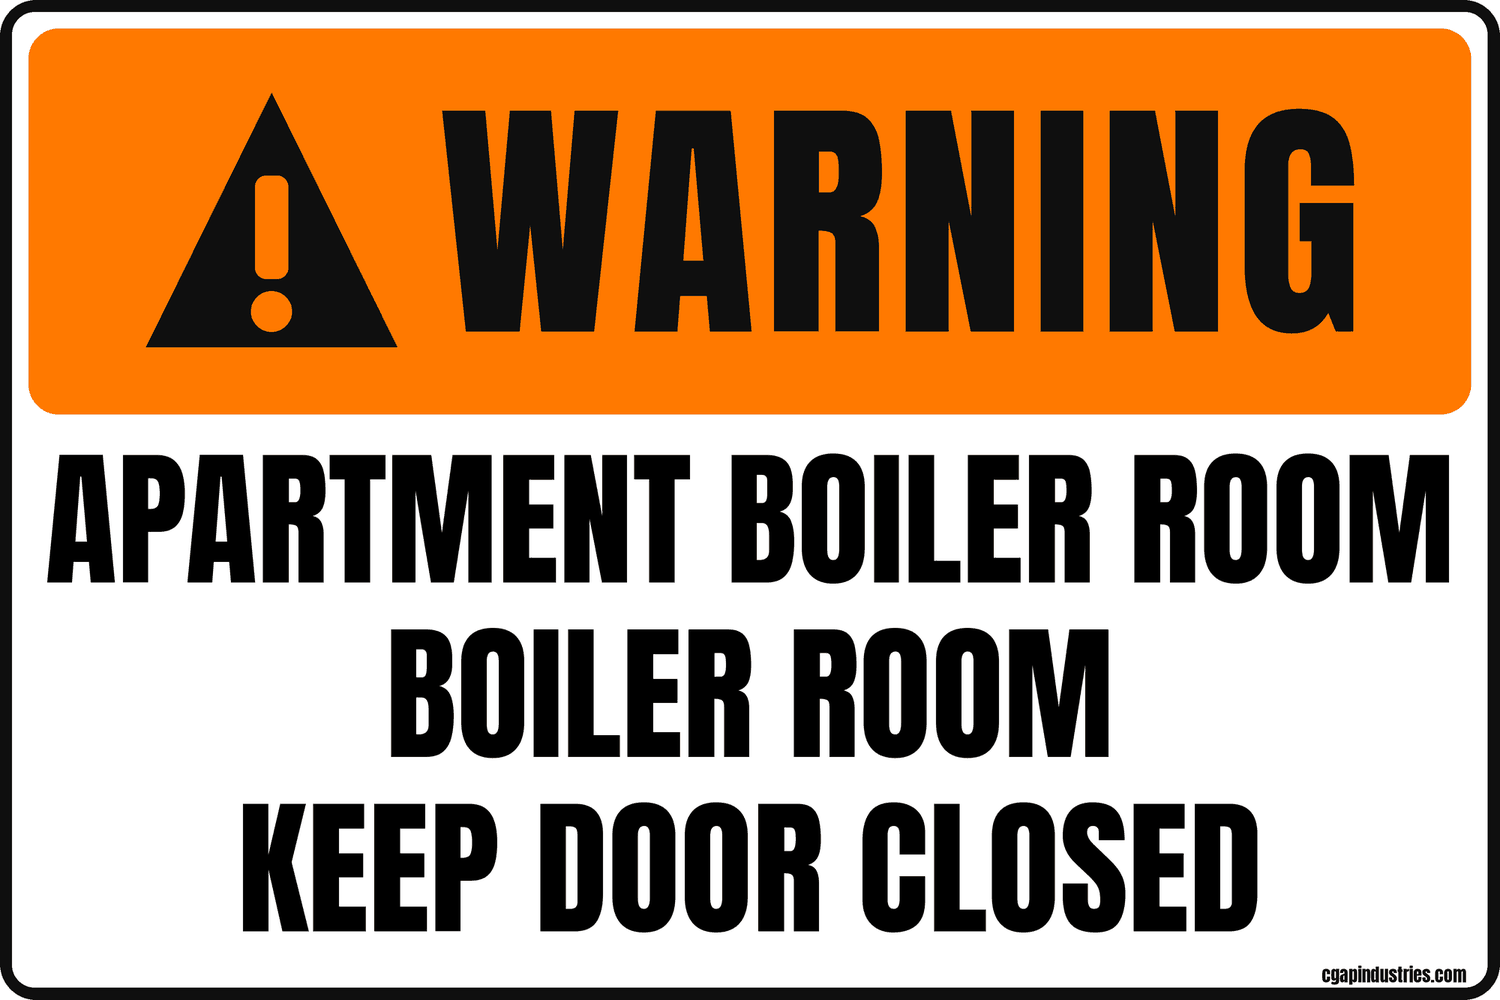 WARNING
APARTMENT BOILER ROOM
BOILER ROOM
KEEP DOOR CLOSED
cgapindustries.com